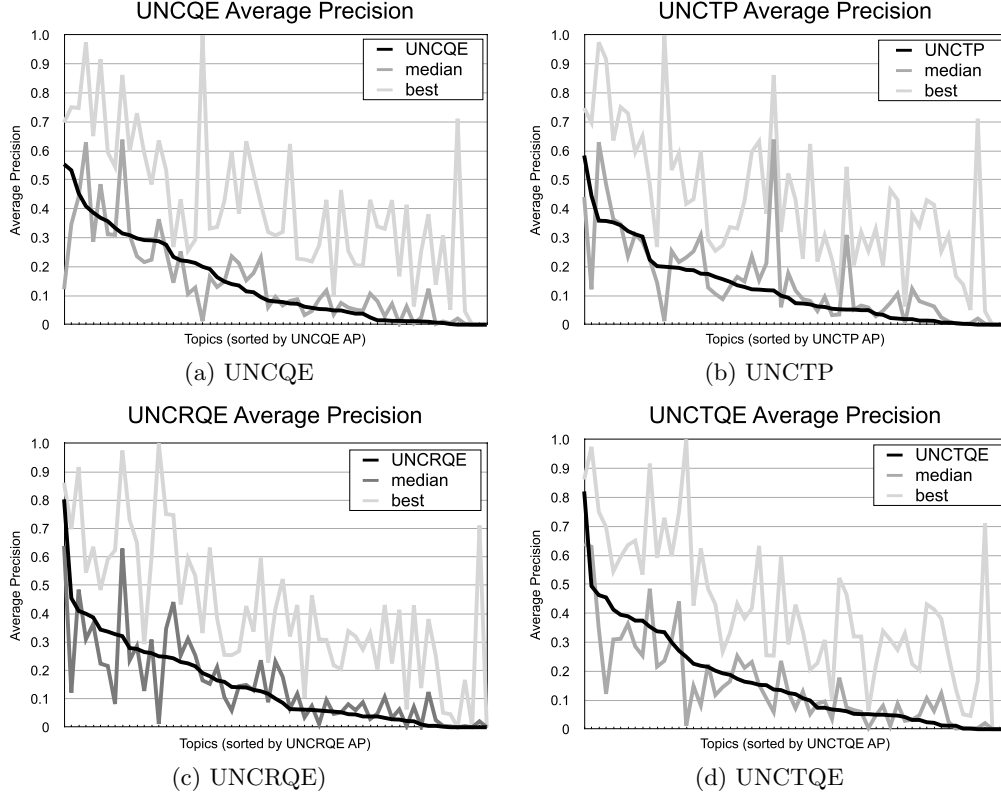 UNCQE Average Precision
UNCQE
median
best
Average Precision
1.0
0.9
0.8
0.7
0.6
0.5
0.4
0.3
0.2
0.1
0
Topics (sorted by UNCQE AP)
(a) UNCQE
UNCTP Average Precision
UNCTP
median
best
Average Precision
1.0
0.9
0.8
0.7
0.6
0.5
0.4
0.3
0.2
0.1
0
Topics (sorted by UNCTP AP)
(b) UNCTP
UNCRQE Average Precision
UNCRQE
median
best
Average Precision
1.0
0.9
0.8
0.7
0.6
0.5
0.4
0.3
0.2
0.1
0
Topics (sorted by UNCRQE AP)
(c) UNCRQE)
UNCTQE Average Precision
UNCTQE
median
best
Average Precision
1.0
0.9
0.8
0.7
0.6
0.5
0.4
0.3
0.2
0.1
0
Topics (sorted by UNCTQE AP)
(d) UNCTQE